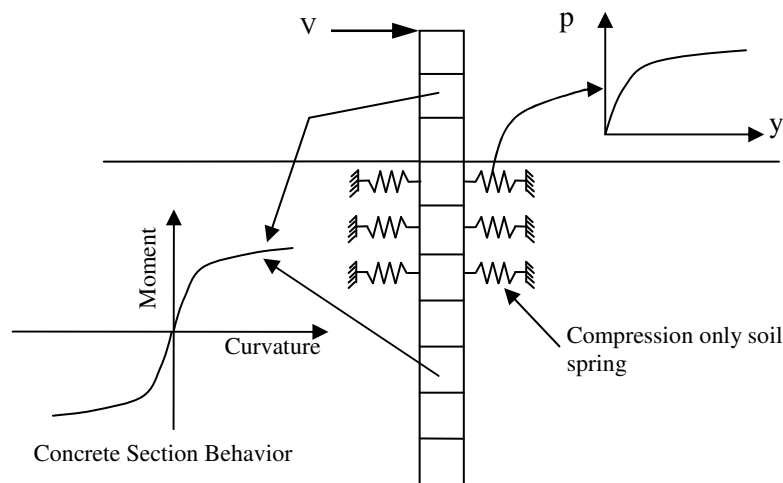 V
p
y
Moment
Curvature
Compression only soil
spring
Concrete Section Behavior